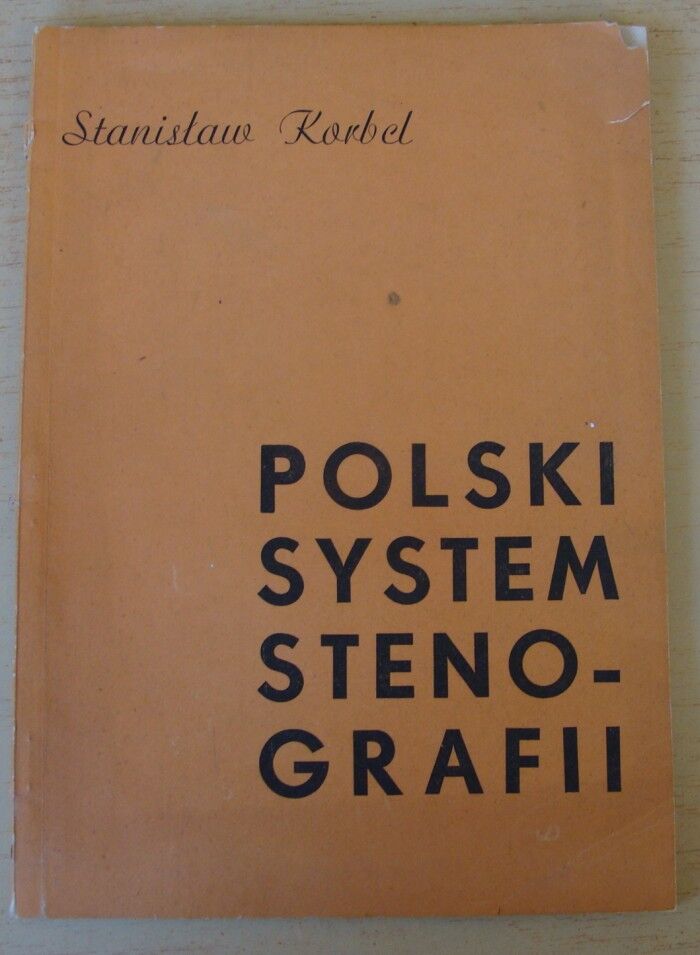 Stanisław Korbel
POLSKI
SYSTEM
STENO-
GRAFII